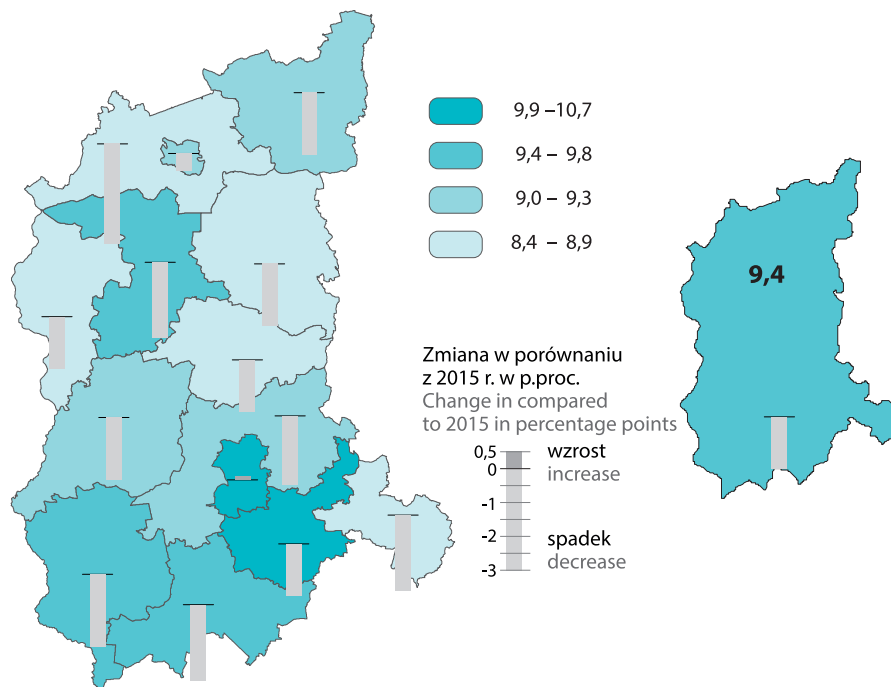 9,9 – 10,7
9,4 – 9,8
9,0 – 9,3
8,4 – 8,9
9,4
Zmiana w porównaniu
z 2015 r. w p.proc.
Change in compared
to 2015 in percentage points
0,5
wzrost
0
increase
-1
-2
spadek
decrease
-3